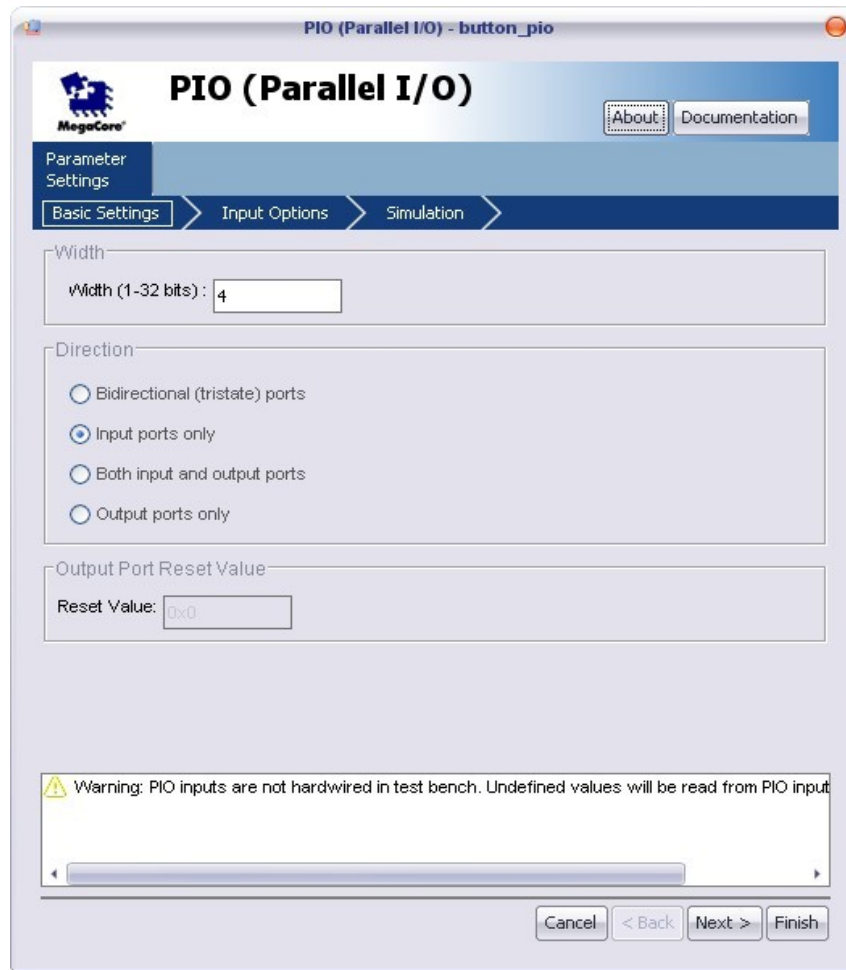 PIO (Parallel I/O) - button_pio
PIO (Parallel I/O)
MegaCore®
About
Documentation
Parameter
Settings
Basic Settings
Input Options
Simulation
Width
Width (1-32 bits) :
4
Direction
Bidirectional (tristate) ports
Input ports only
Both input and output ports
Output ports only
Output Port Reset Value
Reset Value:
0x0
Warning: PIO inputs are not hardwired in test bench. Undefined values will be read from PIO input
Cancel
< Back
Next >
Finish